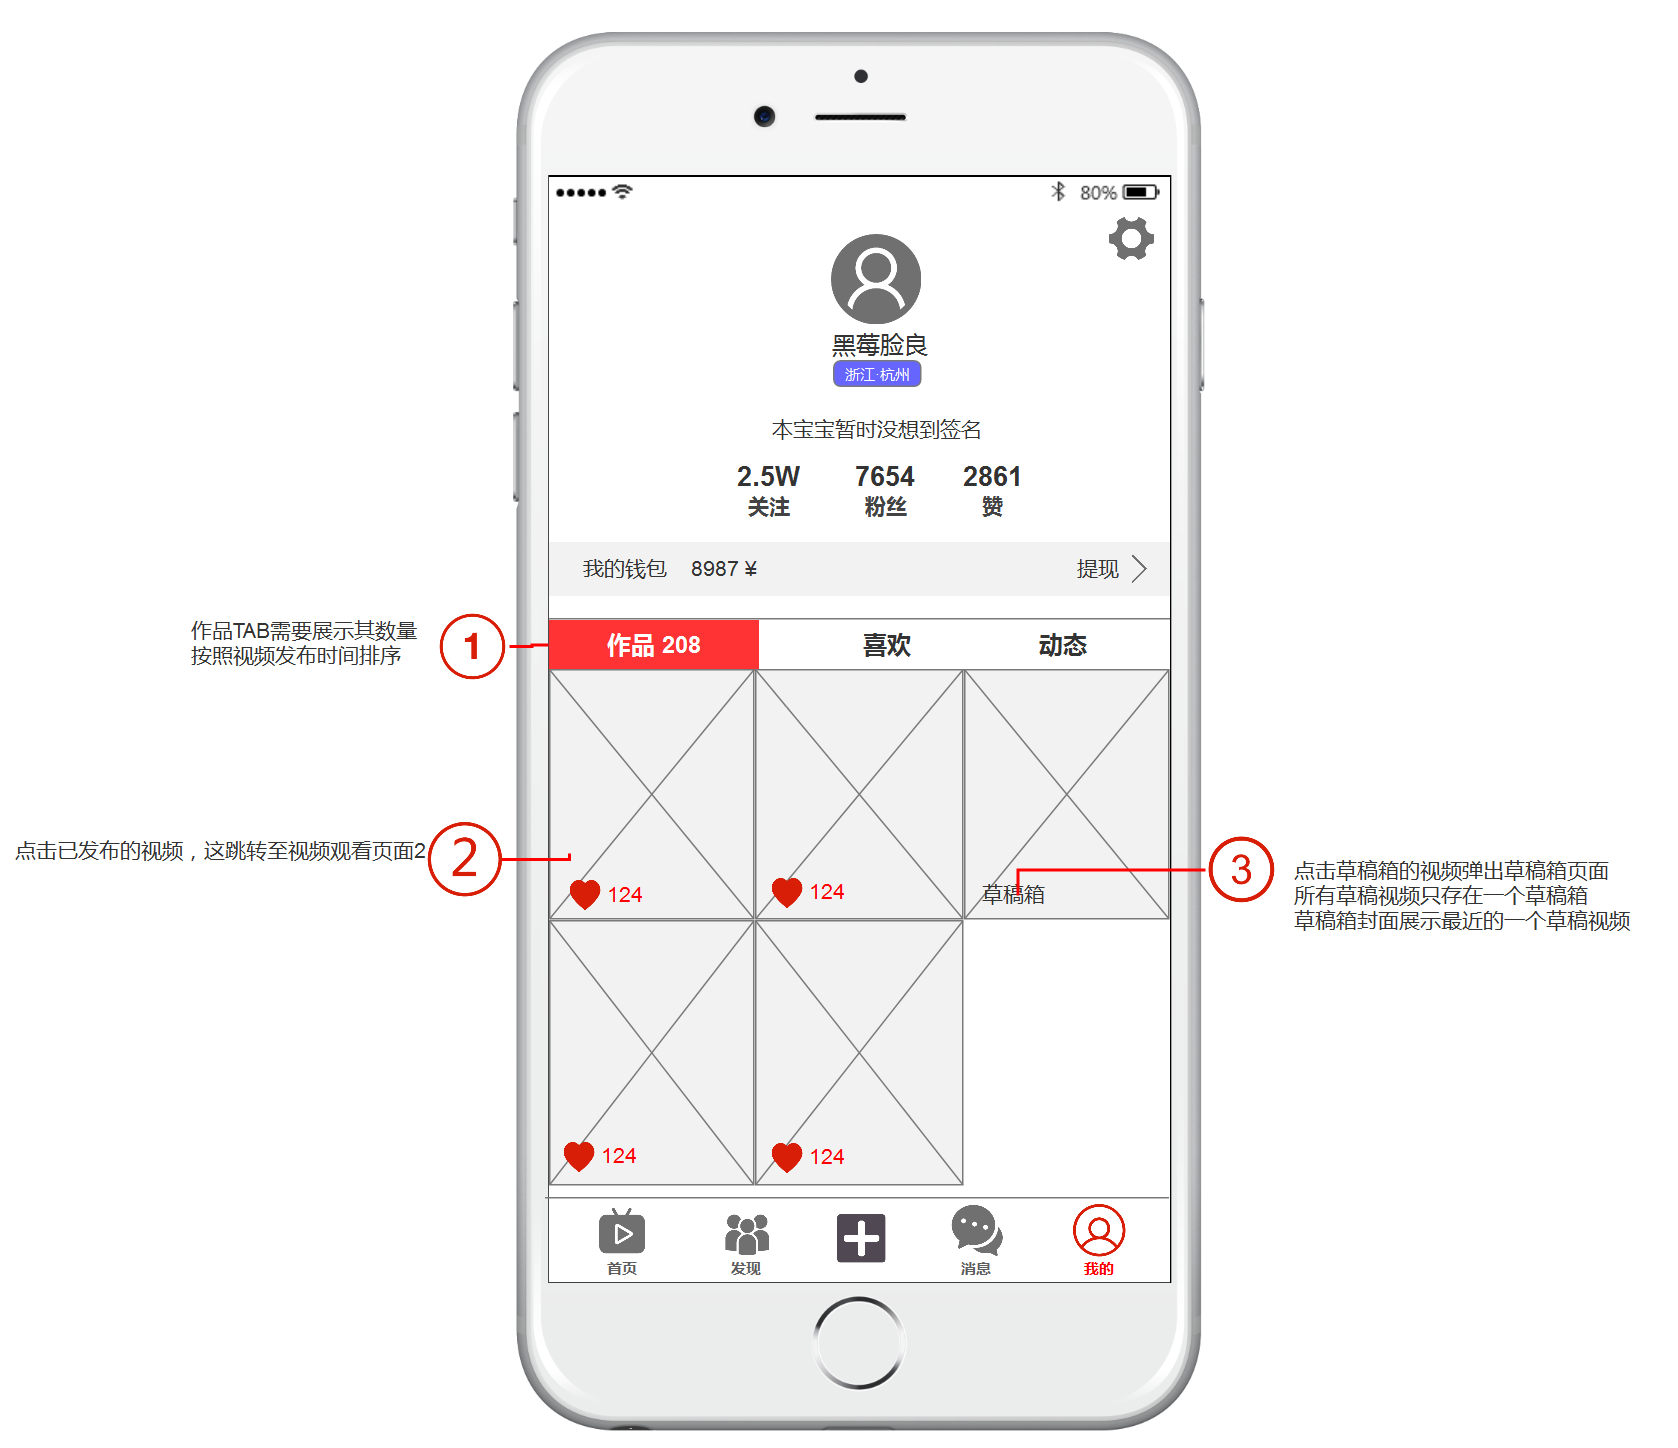 80%
黑莓脸良
浙江·杭州
本宝宝暂时没想到签名
2.5W 7654 2861
关注 粉丝 赞
我的钱包 8987 ¥ 提现
作品TAB需要展示其数量
按照视频发布时间排序
1
作品 208 喜欢 动态
点击已发布的视频，这跳转至视频观看页面2
2
124 124 草稿箱
3
点击草稿箱的视频弹出草稿箱页面
所有草稿视频只存在一个草稿箱
草稿箱封面展示最近的一个草稿视频
124 124
首页 发现 消息 我的